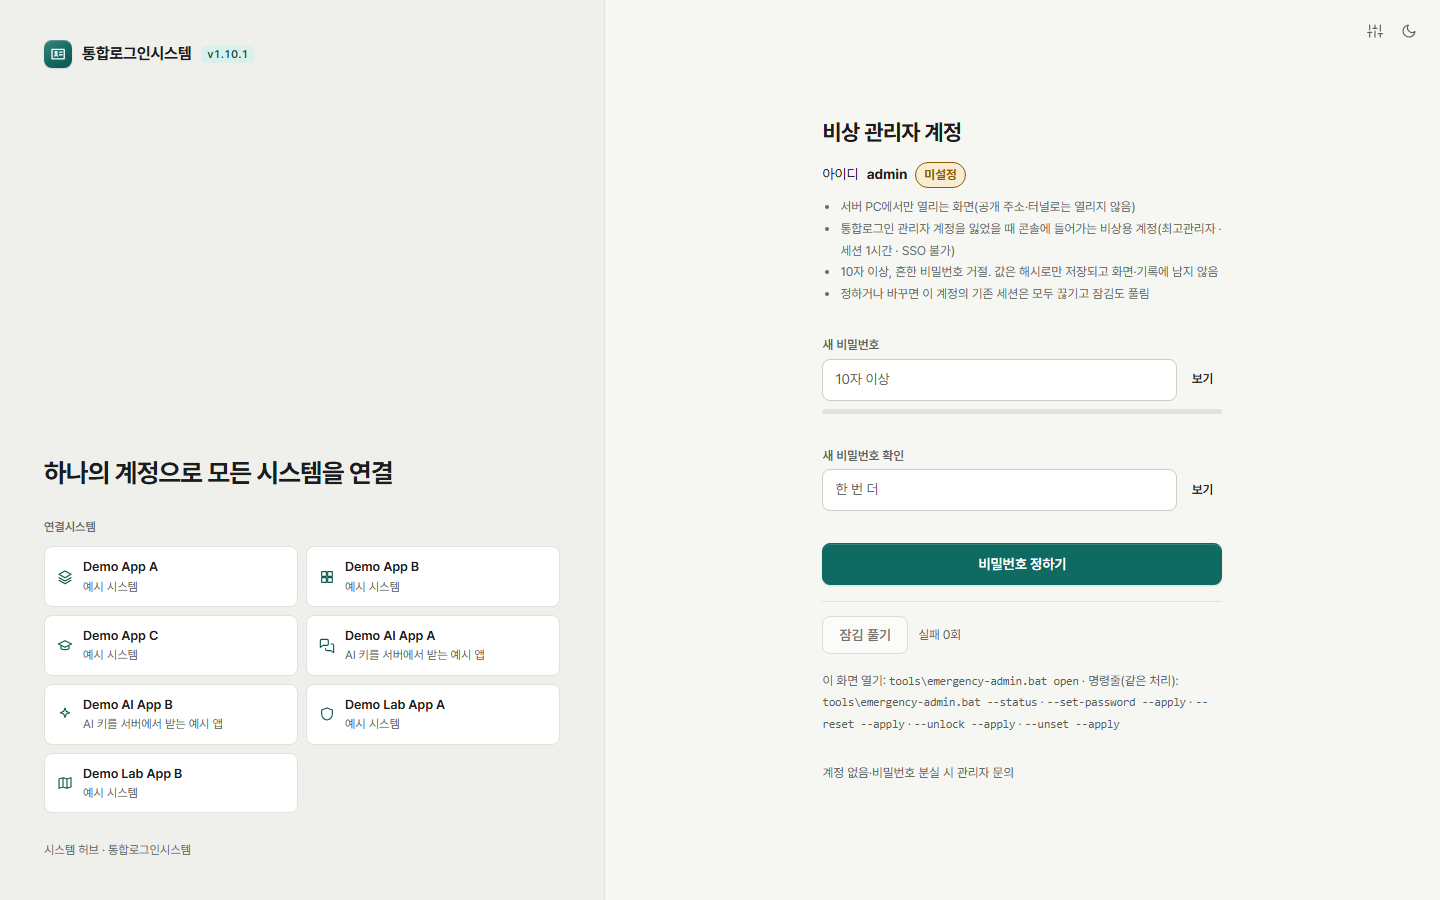 통합로그인시스템 v1.10.1
하나의 계정으로 모든 시스템을 연결
연결시스템
Demo App A
예시 시스템
Demo App B
예시 시스템
Demo App C
예시 시스템
Demo AI App A
AI 키를 서버에서 받는 예시 앱
Demo AI App B
AI 키를 서버에서 받는 예시 앱
Demo Lab App A
예시 시스템
Demo Lab App B
예시 시스템
시스템 허브 · 통합로그인시스템
비상 관리자 계정
아이디 admin 미설정
• 서버 PC에서만 열리는 화면(공개 주소·터널로는 열리지 않음)
• 통합로그인 관리자 계정을 잃었을 때 콘솔에 들어가는 비상용 계정(최고관리자 ·
세션 1시간 · SSO 불가)
• 10자 이상, 흔한 비밀번호 거절. 값은 해시로만 저장되고 화면·기록에 남지 않음
• 정하거나 바꾸면 이 계정의 기존 세션은 모두 끊기고 잠김도 풀림
새 비밀번호
10자 이상 보기
새 비밀번호 확인
한 번 더 보기
비밀번호 정하기
잠김 풀기 실패 0회
이 화면 열기: tools\emergency-admin.bat open · 명령줄(같은 처리):
tools\emergency-admin.bat --status · --set-password --apply · --
reset --apply · --unlock --apply · --unset --apply
계정 없음·비밀번호 분실 시 관리자 문의